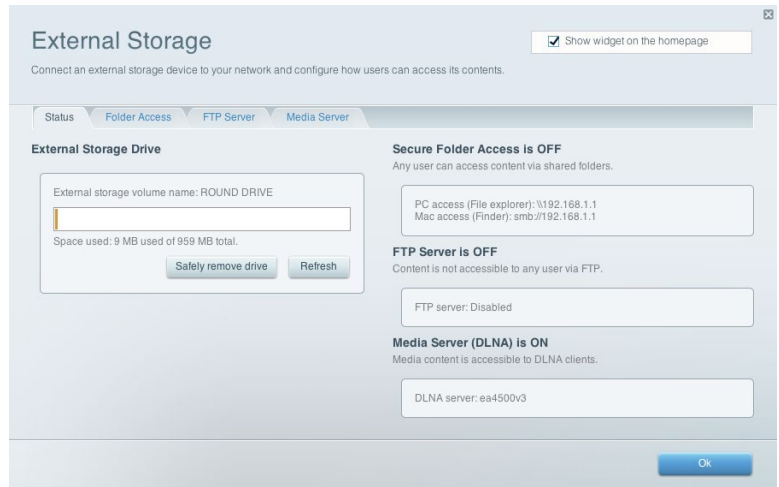 External Storage
Show widget on the homepage
Connect an external storage device to your network and configure how users can access its contents.
Status
Folder Access
FTP Server
Media Server
External Storage Drive
External storage volume name: ROUND DRIVE
Space used: 9 MB used of 959 MB total.
Safely remove drive
Refresh
Secure Folder Access is OFF
Any user can access content via shared folders.
PC access (File explorer): \\192.168.1.1
Mac access (Finder): smb://192.168.1.1
FTP Server is OFF
Content is not accessible to any user via FTP.
FTP server: Disabled
Media Server (DLNA) is ON
Media content is accessible to DLNA clients.
DLNA server: ea4500v3
Ok